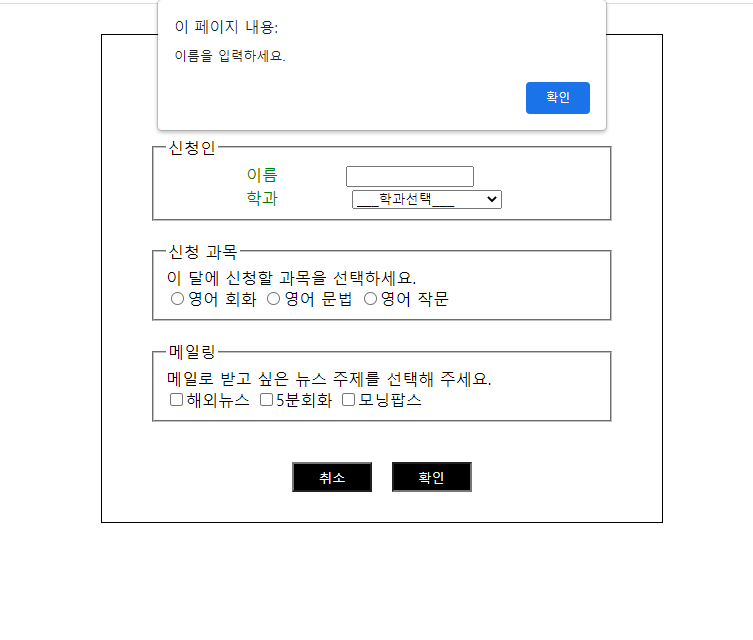 이 페이지 내용:
이름을 입력하세요.
확인
신청인
이름
학과 ___학과선택___
신청 과목
이 달에 신청할 과목을 선택하세요.
영어 회화 영어 문법 영어 작문
메일링
메일로 받고 싶은 뉴스 주제를 선택해 주세요.
해외뉴스 5분회화 모닝팝스
취소 확인